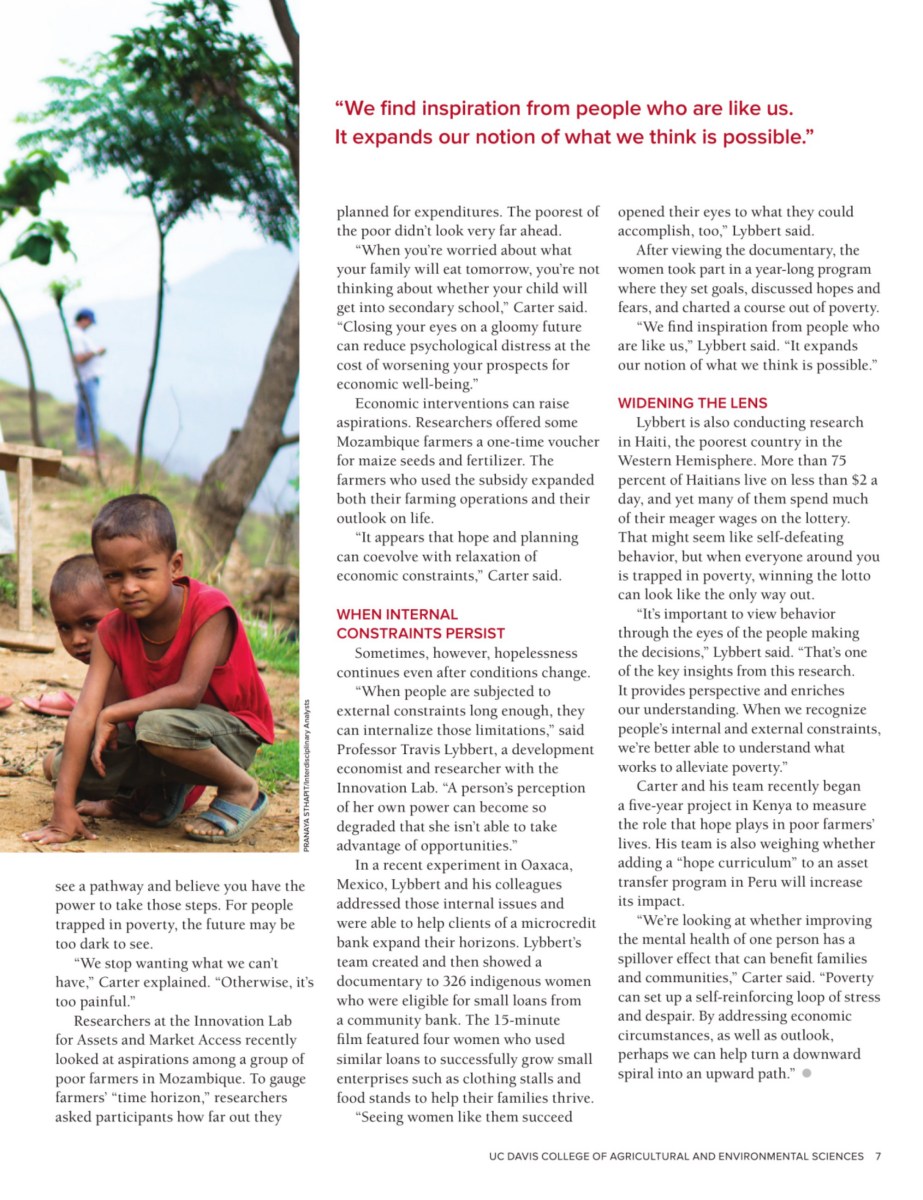 “We find inspiration from people who are like us.
It expands our notion of what we think is possible.”
PRANAYA STHAPIT/Interdisciplinary Analysts
see a pathway and believe you have the
power to take those steps. For people
trapped in poverty, the future may be
too dark to see.
“We stop wanting what we can’t
have,” Carter explained. “Otherwise, it’s
too painful.”
Researchers at the Innovation Lab
for Assets and Market Access recently
looked at aspirations among a group of
poor farmers in Mozambique. To gauge
farmers’ “time horizon,” researchers
asked participants how far out they
planned for expenditures. The poorest of
the poor didn’t look very far ahead.
“When you’re worried about what
your family will eat tomorrow, you’re not
thinking about whether your child will
get into secondary school,” Carter said.
“Closing your eyes on a gloomy future
can reduce psychological distress at the
cost of worsening your prospects for
economic well-being.”
Economic interventions can raise
aspirations. Researchers offered some
Mozambique farmers a one-time voucher
for maize seeds and fertilizer. The
farmers who used the subsidy expanded
both their farming operations and their
outlook on life.
“It appears that hope and planning
can coevolve with relaxation of
economic constraints,” Carter said.
WHEN INTERNAL
CONSTRAINTS PERSIST
Sometimes, however, hopelessness
continues even after conditions change.
“When people are subjected to
external constraints long enough, they
can internalize those limitations,” said
Professor Travis Lybbert, a development
economist and researcher with the
Innovation Lab. “A person’s perception
of her own power can become so
degraded that she isn’t able to take
advantage of opportunities.”
In a recent experiment in Oaxaca,
Mexico, Lybbert and his colleagues
addressed those internal issues and
were able to help clients of a microcredit
bank expand their horizons. Lybbert’s
team created and then showed a
documentary to 326 indigenous women
who were eligible for small loans from
a community bank. The 15-minute
film featured four women who used
similar loans to successfully grow small
enterprises such as clothing stalls and
food stands to help their families thrive.
“Seeing women like them succeed
opened their eyes to what they could
accomplish, too,” Lybbert said.
After viewing the documentary, the
women took part in a year-long program
where they set goals, discussed hopes and
fears, and charted a course out of poverty.
“We find inspiration from people who
are like us,” Lybbert said. “It expands
our notion of what we think is possible.”
WIDENING THE LENS
Lybbert is also conducting research
in Haiti, the poorest country in the
Western Hemisphere. More than 75
percent of Haitians live on less than $2 a
day, and yet many of them spend much
of their meager wages on the lottery.
That might seem like self-defeating
behavior, but when everyone around you
is trapped in poverty, winning the lotto
can look like the only way out.
“It’s important to view behavior
through the eyes of the people making
the decisions,” Lybbert said. “That’s one
of the key insights from this research.
It provides perspective and enriches
our understanding. When we recognize
people’s internal and external constraints,
we’re better able to understand what
works to alleviate poverty.”
Carter and his team recently began
a five-year project in Kenya to measure
the role that hope plays in poor farmers’
lives. His team is also weighing whether
adding a “hope curriculum” to an asset
transfer program in Peru will increase
its impact.
“We’re looking at whether improving
the mental health of one person has a
spillover effect that can benefit families
and communities,” Carter said. “Poverty
can set up a self-reinforcing loop of stress
and despair. By addressing economic
circumstances, as well as outlook,
perhaps we can help turn a downward
spiral into an upward path.”
UC DAVIS COLLEGE OF AGRICULTURAL AND ENVIRONMENTAL SCIENCES 7